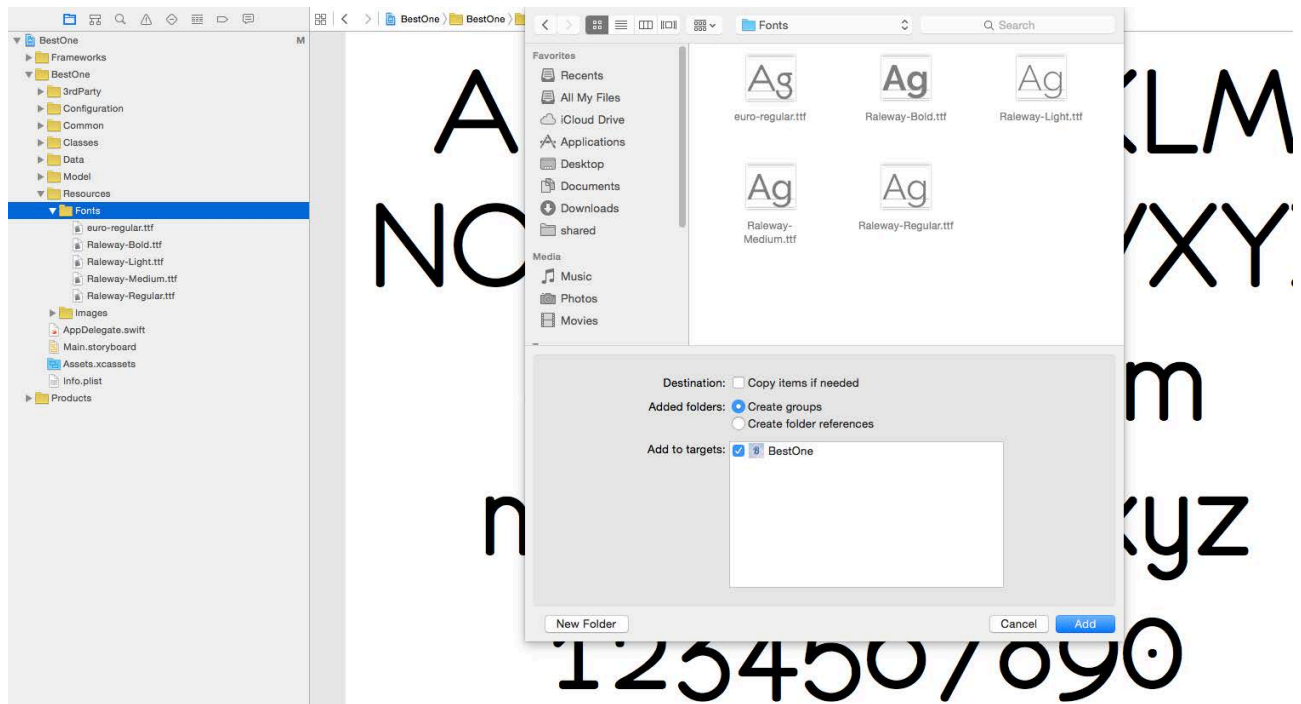 BestOne M
Frameworks
BestOne
3rdParty
Configuration
Common
Classes
Data
Model
Resources
Fonts
euro-regular.ttf
Raleway-Bold.ttf
Raleway-Light.ttf
Raleway-Medium.ttf
Raleway-Regular.ttf
Images
AppDelegate.swift
Main.storyboard
Assets.xcassets
Info.plist
Products
BestOne BestOne
Fonts
Search
Favorites
Recents
All My Files
iCloud Drive
Applications
Desktop
Documents
Downloads
shared
Media
Music
Photos
Movies
Ag Ag Ag
euro-regular.ttf Raleway-Bold.ttf Raleway-Light.ttf
Ag Ag
Raleway- Raleway-Regular.ttf
Medium.ttf
Destination: Copy items if needed
Added folders: Create groups
Create folder references
Add to targets: BestOne
New Folder Cancel Add
A LM
NO XY
m
yz
1234567890